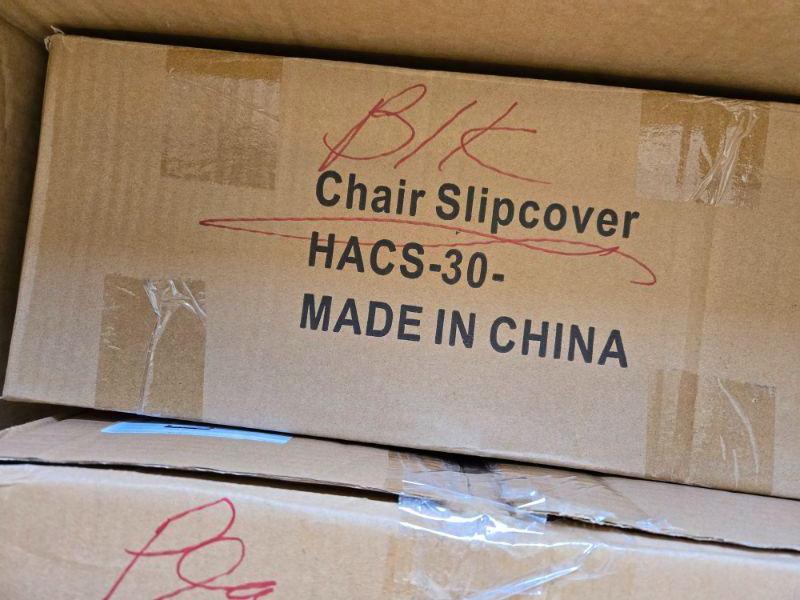 Blk
Chair Slipcover
HACS-30-
MADE IN CHINA